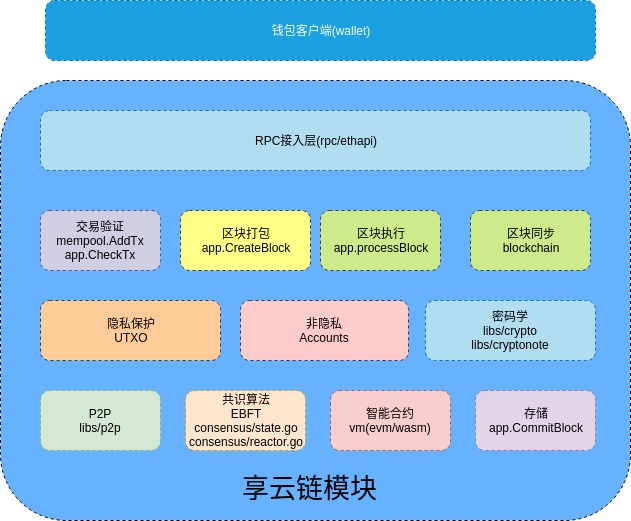 钱包客户端(wallet)
RPC接入层(rpc/ethapi)
交易验证
mempool.AddTx
app.CheckTx
区块打包
app.CreateBlock
区块执行
app.processBlock
区块同步
blockchain
隐私保护
UTXO
非隐私
Accounts
密码学
libs/crypto
libs/cryptonote
P2P
libs/p2p
共识算法
EBFT
consensus/state.go
consensus/reactor.go
智能合约
vm(evm/wasm)
存储
app.CommitBlock
享云链模块